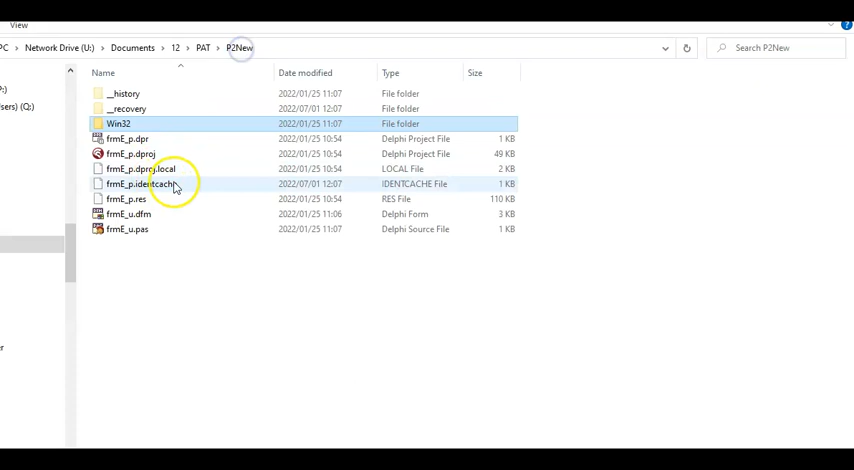 View
PC > Network Drive (U:) > Documents > 12 > PAT > P2New
Search P2New
Name Date modified Type Size
__history 2022/01/25 11:07 File folder
__recovery 2022/07/01 12:07 File folder
Win32 2022/01/25 11:07 File folder
frmE_p.dpr 2022/01/25 10:54 Delphi Project File 1 KB
frmE_p.dproj 2022/01/25 10:54 Delphi Project File 49 KB
frmE_p.dproj.local 2022/01/25 10:54 LOCAL File 2 KB
frmE_p.identcache 2022/07/01 12:07 IDENTCACHE File 1 KB
frmE_p.res 2022/01/25 10:54 RES File 110 KB
frmE_u.dfm 2022/01/25 11:06 Delphi Form 3 KB
frmE_u.pas 2022/01/25 11:07 Delphi Source File 1 KB
:)
sers) (Q:)
r